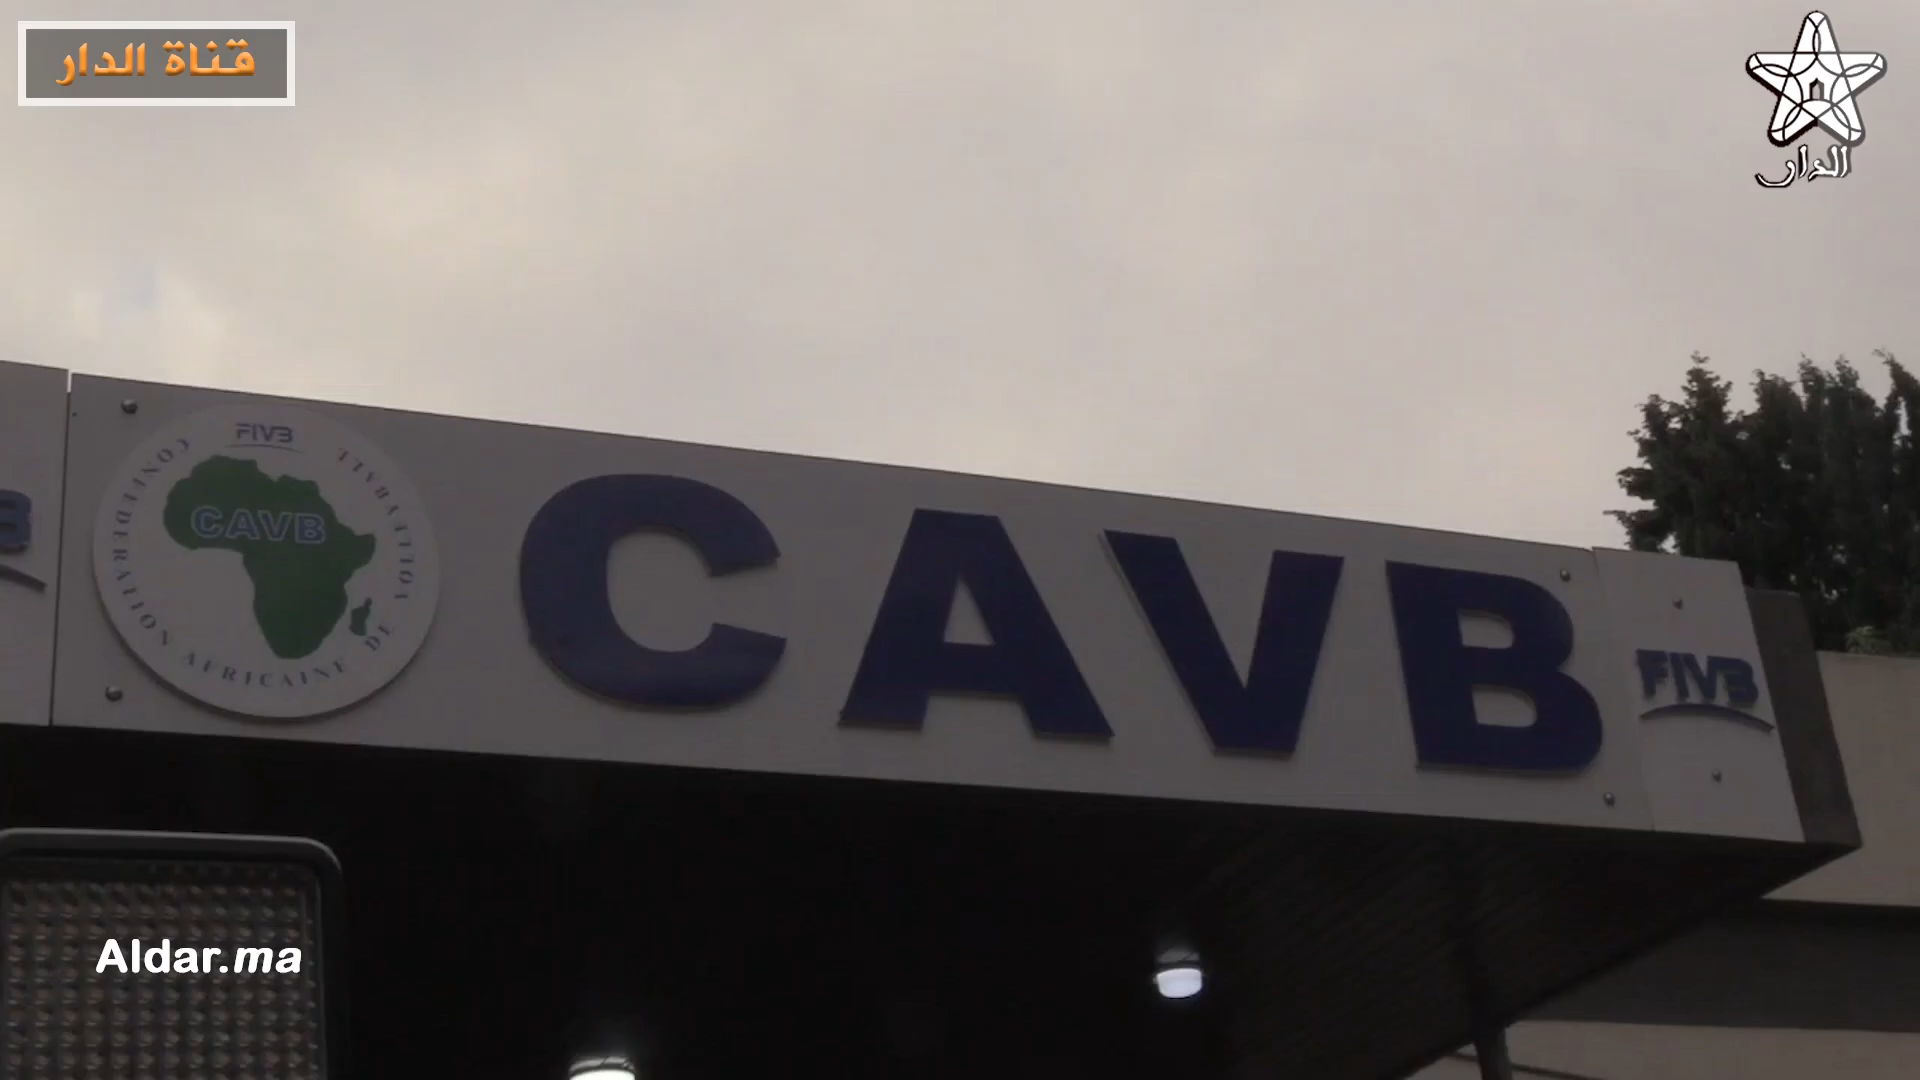 قناة الدار
الدار
FIVB
CONFEDERATION AFRICAINE DE VOLLEYBALL
CAVB
CAVB
FIVB
Aldar.ma